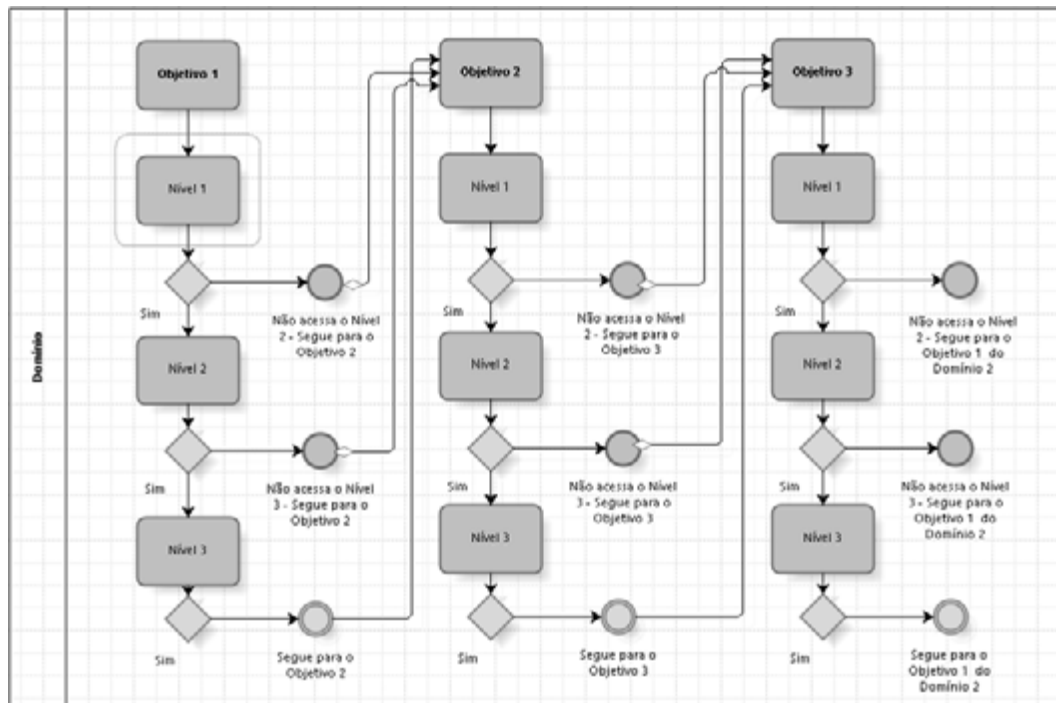 Domínio
Objetivo 1
Nível 1
Sim
Não acessa o Nível
2 - Segue para o
Objetivo 2
Nível 2
Sim
Não acessa o Nível
3 - Segue para o
Objetivo 2
Nível 3
Sim
Segue para o
Objetivo 2
Objetivo 2
Nível 1
Sim
Não acessa o Nível
2 - Segue para o
Objetivo 3
Nível 2
Sim
Não acessa o Nível
3 - Segue para o
Objetivo 3
Nível 3
Sim
Segue para o
Objetivo 3
Objetivo 3
Nível 1
Sim
Não acessa o Nível
2 - Segue para o
Objetivo 1 do
Domínio 2
Nível 2
Sim
Não acessa o Nível
3 - Segue para o
Objetivo 1 do
Domínio 2
Nível 3
Sim
Segue para o
Objetivo 1 do
Domínio 2